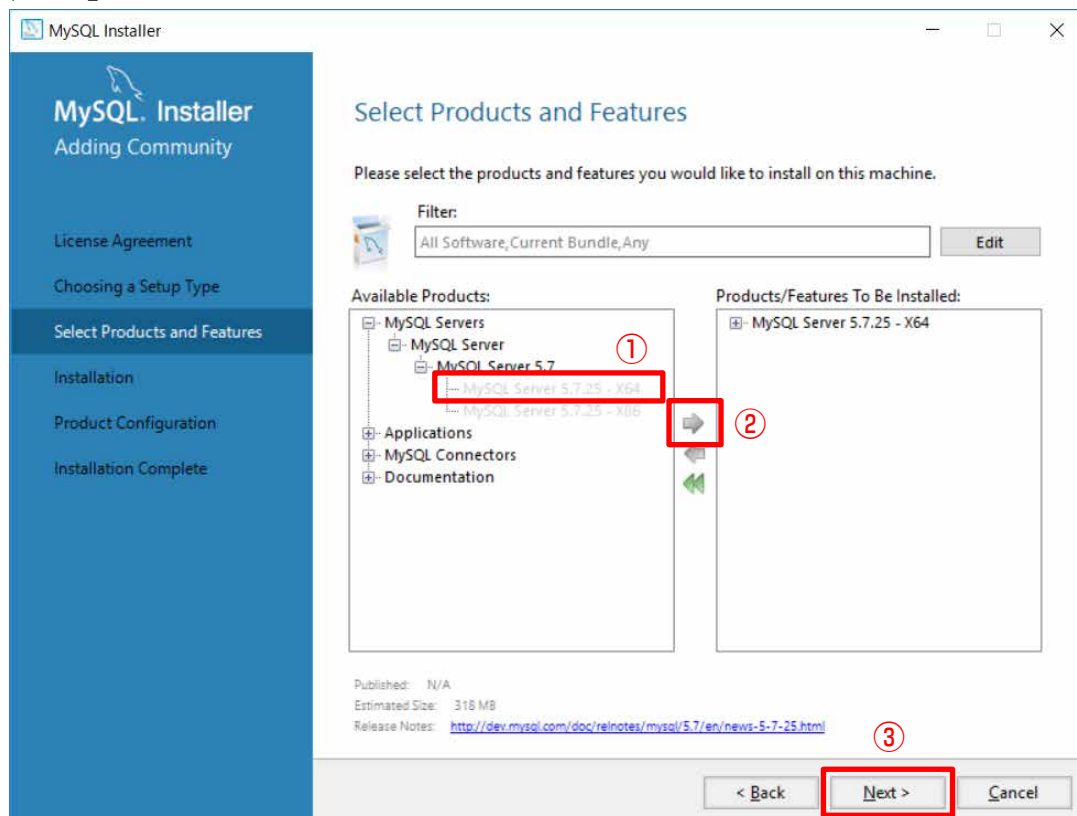 MySQL Installer
MySQL. Installer
Adding Community
License Agreement
Choosing a Setup Type
Select Products and Features
Installation
Product Configuration
Installation Complete
Select Products and Features
Please select the products and features you would like to install on this machine.
Filter:
All Software,Current Bundle,Any
Edit
Available Products:
MySQL Servers
MySQL Server
MySQL Server 5.7
MySQL Server 5.7.25 - X64
MySQL Server 5.7.25 - X86
Applications
MySQL Connectors
Documentation
①
②
Products/Features To Be Installed:
MySQL Server 5.7.25 - X64
Published: N/A
Estimated Size: 318 MB
Release Notes: http://dev.mysql.com/doc/relnotes/mysql/5.7/en/news-5-7-25.html
③
< Back
Next >
Cancel